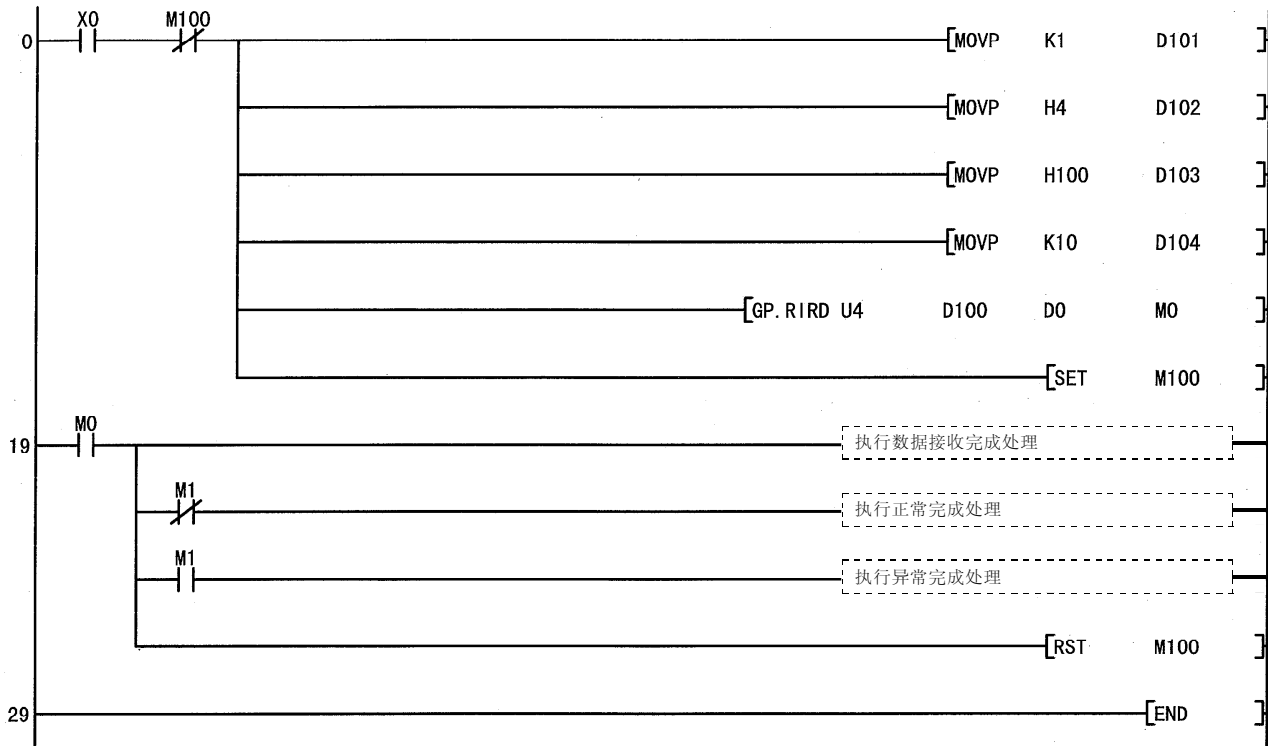 X0 M100
0 [MOVP K1 D101 ]
[MOVP H4 D102 ]
[MOVP H100 D103 ]
[MOVP K10 D104 ]
[GP.RIRD U4 D100 D0 M0 ]
[SET M100 ]
M0
19 执行数据接收完成处理
M1
执行正常完成处理
M1
执行异常完成处理
[RST M100 ]
29 [END ]